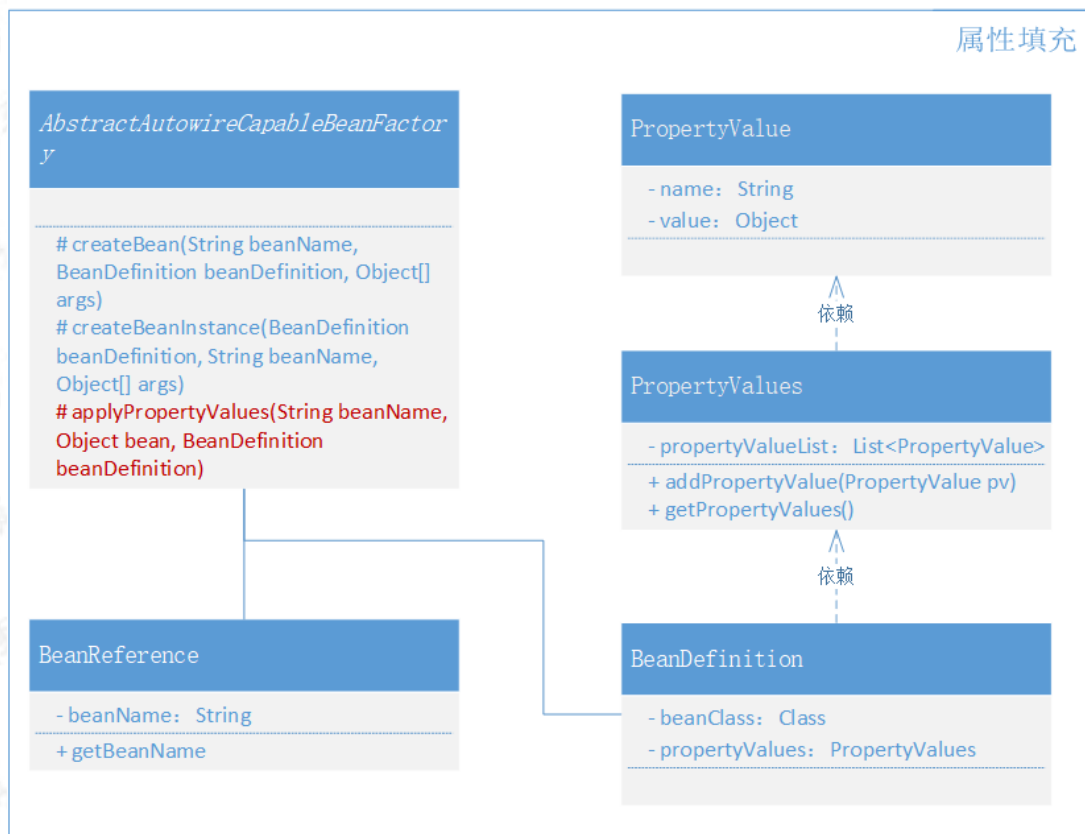 属性填充
AbstractAutowireCapableBeanFactor
y
# createBean(String beanName,
BeanDefinition beanDefinition, Object[]
args)
# createBeanInstance(BeanDefinition
beanDefinition, String beanName,
Object[] args)
# applyPropertyValues(String beanName,
Object bean, BeanDefinition
beanDefinition)
PropertyValue
- name：String
- value：Object
依赖
PropertyValues
- propertyValueList：List<PropertyValue>
+ addPropertyValue(PropertyValue pv)
+ getPropertyValues()
依赖
BeanReference
- beanName：String
+ getBeanName
BeanDefinition
- beanClass：Class
- propertyValues：PropertyValues